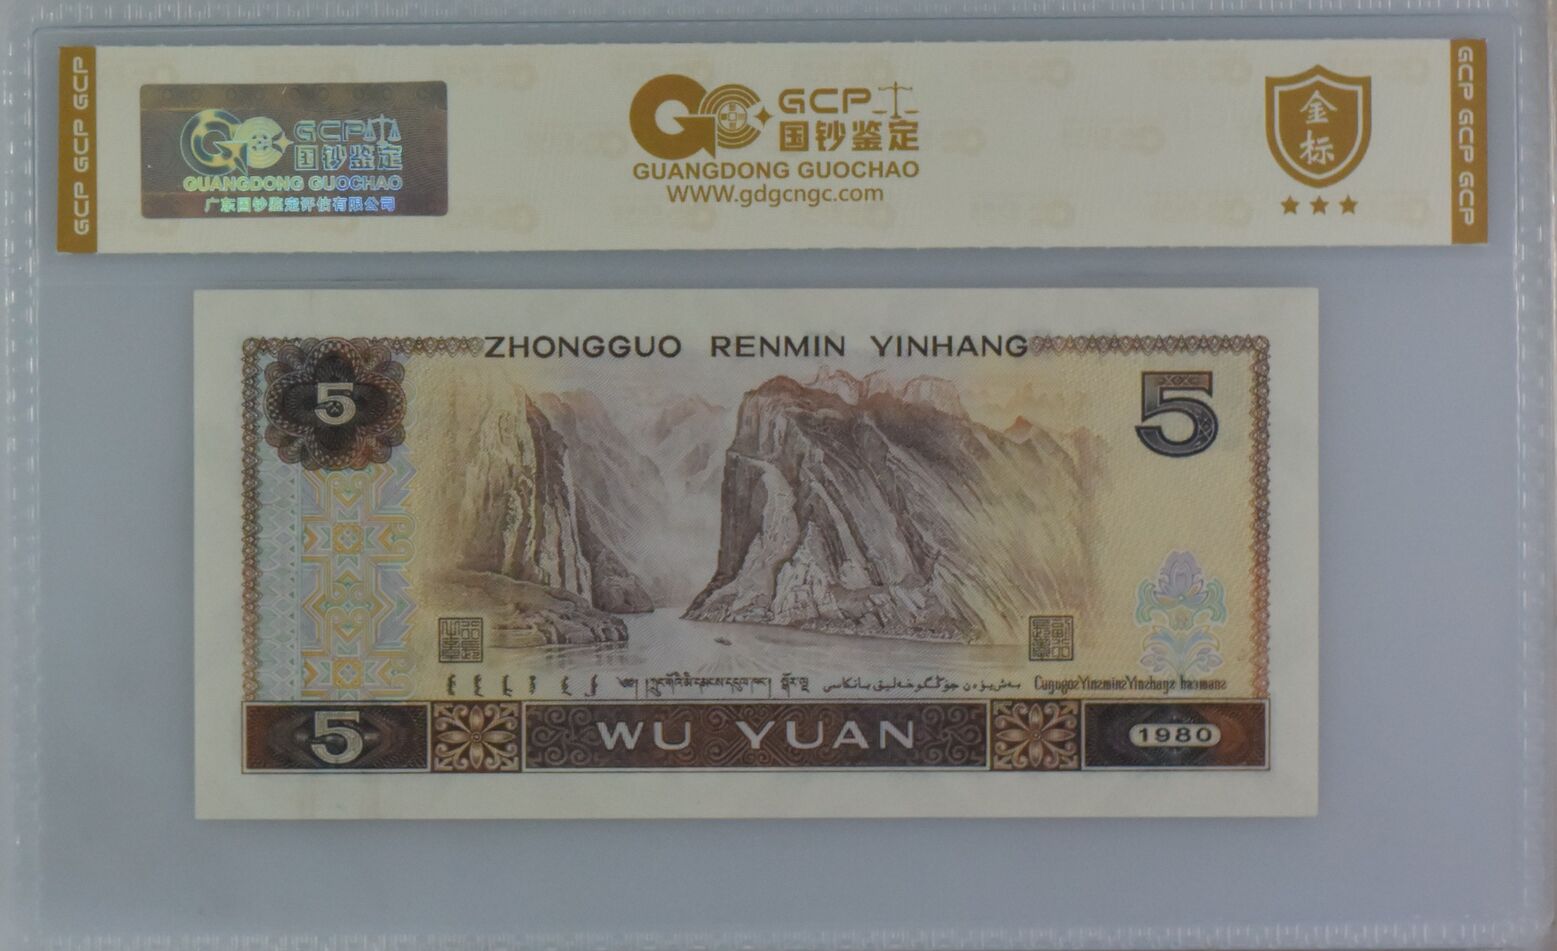 GCP GCP GCP
GCP 国钞鉴定
GUANGDONG GUOCHAO
广东国钞鉴定评估有限公司
GCP
国钞鉴定
GUANGDONG GUOCHAO
WWW.gdgcngc.com
金标
GCP GCP GCP
ZHONGGUO RENMIN YINHANG
5
5
5
WU YUAN
1980